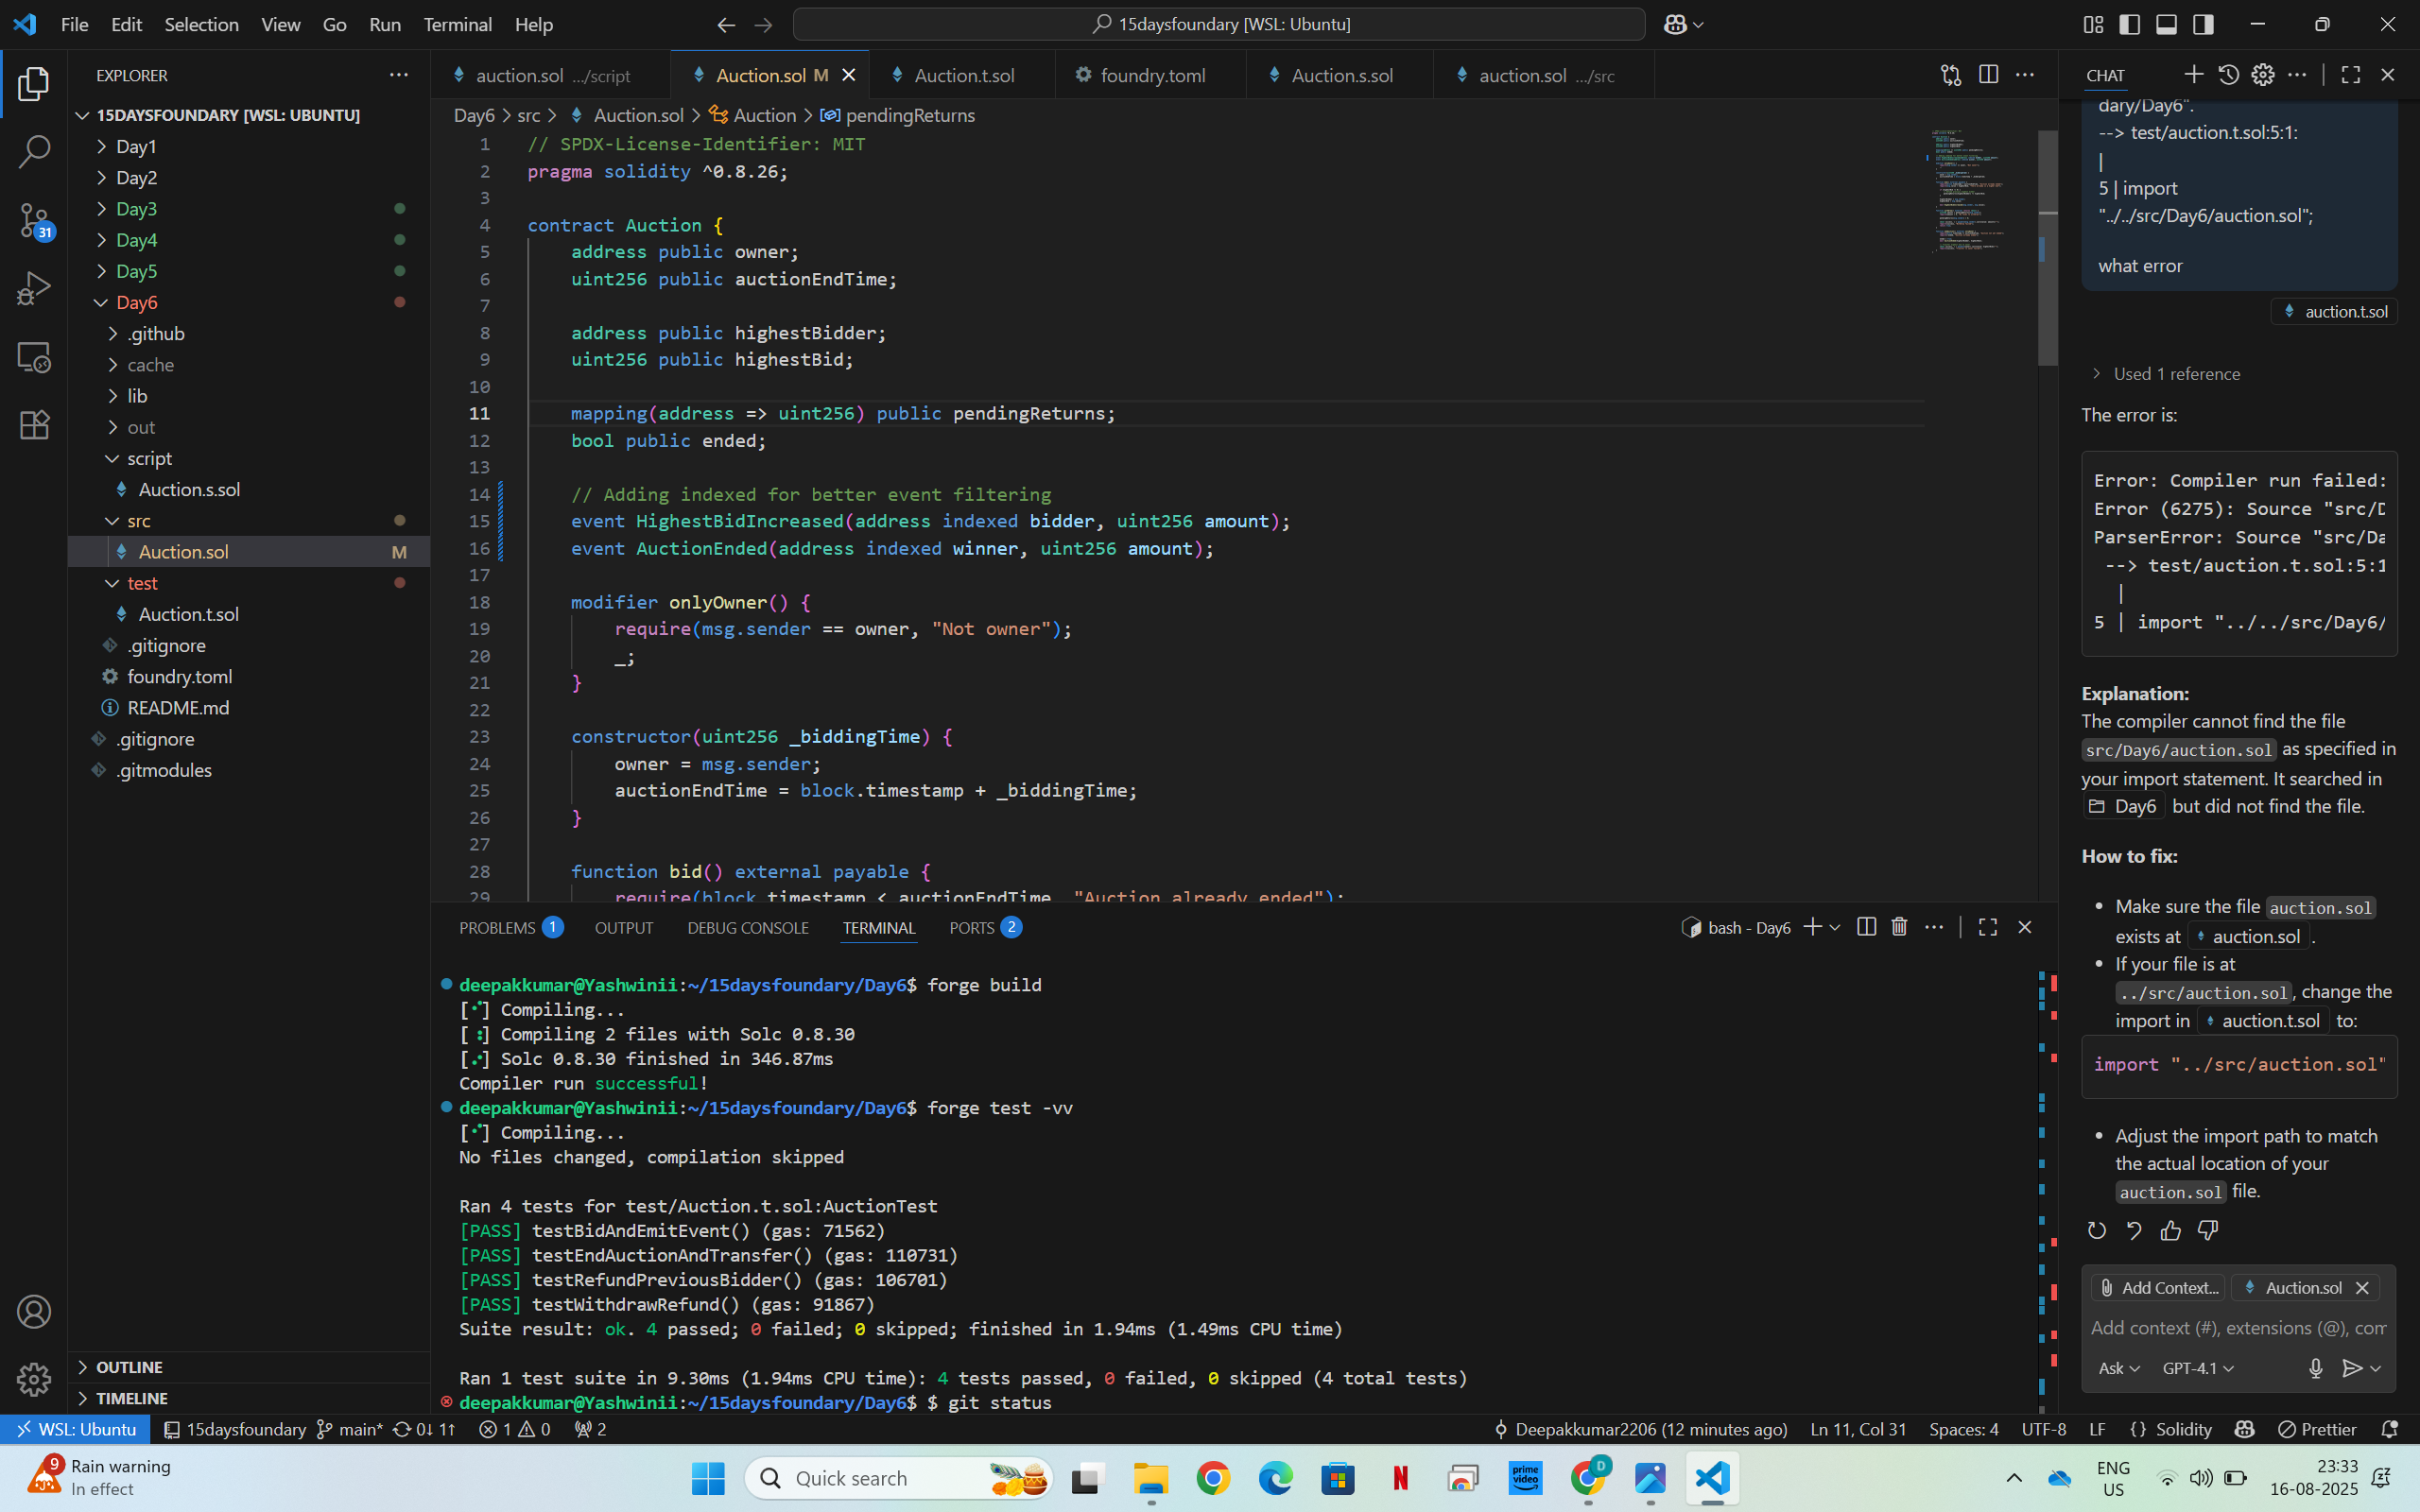 File Edit Selection View Go Run Terminal Help
15daysfoundary [WSL: Ubuntu]
EXPLORER
15DAYSFOUNDARY [WSL: UBUNTU]
Day1
Day2
Day3
Day4
Day5
Day6
.github
cache
lib
out
script
Auction.s.sol
src
Auction.sol M
test
Auction.t.sol
.gitignore
foundry.toml
README.md
.gitignore
.gitmodules
OUTLINE
TIMELINE
31
auction.sol .../script
Auction.sol M
Auction.t.sol
foundry.toml
Auction.s.sol
auction.sol .../src
Day6 > src > Auction.sol > Auction > pendingReturns
1 // SPDX-License-Identifier: MIT
2 pragma solidity ^0.8.26;
3
4 contract Auction {
5 address public owner;
6 uint256 public auctionEndTime;
7
8 address public highestBidder;
9 uint256 public highestBid;
10
11 mapping(address => uint256) public pendingReturns;
12 bool public ended;
13
14 // Adding indexed for better event filtering
15 event HighestBidIncreased(address indexed bidder, uint256 amount);
16 event AuctionEnded(address indexed winner, uint256 amount);
17
18 modifier onlyOwner() {
19 require(msg.sender == owner, "Not owner");
20 _;
21 }
22
23 constructor(uint256 _biddingTime) {
24 owner = msg.sender;
25 auctionEndTime = block.timestamp + _biddingTime;
26 }
27
28 function bid() external payable {
29 require(block.timestamp < auctionEndTime, "Auction already ended");
PROBLEMS 1 OUTPUT DEBUG CONSOLE TERMINAL PORTS 2
bash - Day6
deepakkumar@Yashwinii:~/15daysfoundary/Day6$ forge build
[⠊] Compiling...
[⠘] Compiling 2 files with Solc 0.8.30
[⠔] Solc 0.8.30 finished in 346.87ms
Compiler run successful!
deepakkumar@Yashwinii:~/15daysfoundary/Day6$ forge test -vv
[⠊] Compiling...
No files changed, compilation skipped
Ran 4 tests for test/Auction.t.sol:AuctionTest
[PASS] testBidAndEmitEvent() (gas: 71562)
[PASS] testEndAuctionAndTransfer() (gas: 110731)
[PASS] testRefundPreviousBidder() (gas: 106701)
[PASS] testWithdrawRefund() (gas: 91867)
Suite result: ok. 4 passed; 0 failed; 0 skipped; finished in 1.94ms (1.49ms CPU time)
Ran 1 test suite in 9.30ms (1.94ms CPU time): 4 tests passed, 0 failed, 0 skipped (4 total tests)
deepakkumar@Yashwinii:~/15daysfoundary/Day6$ $ git status
CHAT
dary/Day6".
--> test/auction.t.sol:5:1:
|
5 | import
"../../src/Day6/auction.sol";
what error
auction.t.sol
Used 1 reference
The error is:
Error: Compiler run failed:
Error (6275): Source "src/D
ParserError: Source "src/Da
--> test/auction.t.sol:5:1
|
5 | import "../../src/Day6/
Explanation:
The compiler cannot find the file
src/Day6/auction.sol as specified in
your import statement. It searched in
Day6 but did not find the file.
How to fix:
• Make sure the file auction.sol
exists at auction.sol .
• If your file is at
../src/auction.sol, change the
import in auction.t.sol to:
import "../src/auction.sol"
• Adjust the import path to match
the actual location of your
auction.sol file.
Add Context... Auction.sol
Add context (#), extensions (@), com
Ask GPT-4.1
WSL: Ubuntu 15daysfoundary main* 0↓ 1↑ 1 0 2
Deepakkumar2206 (12 minutes ago) Ln 11, Col 31 Spaces: 4 UTF-8 LF {} Solidity Prettier
9
Rain warning
In effect
Quick search
N
prime video
D
ENG
US
23:33
16-08-2025